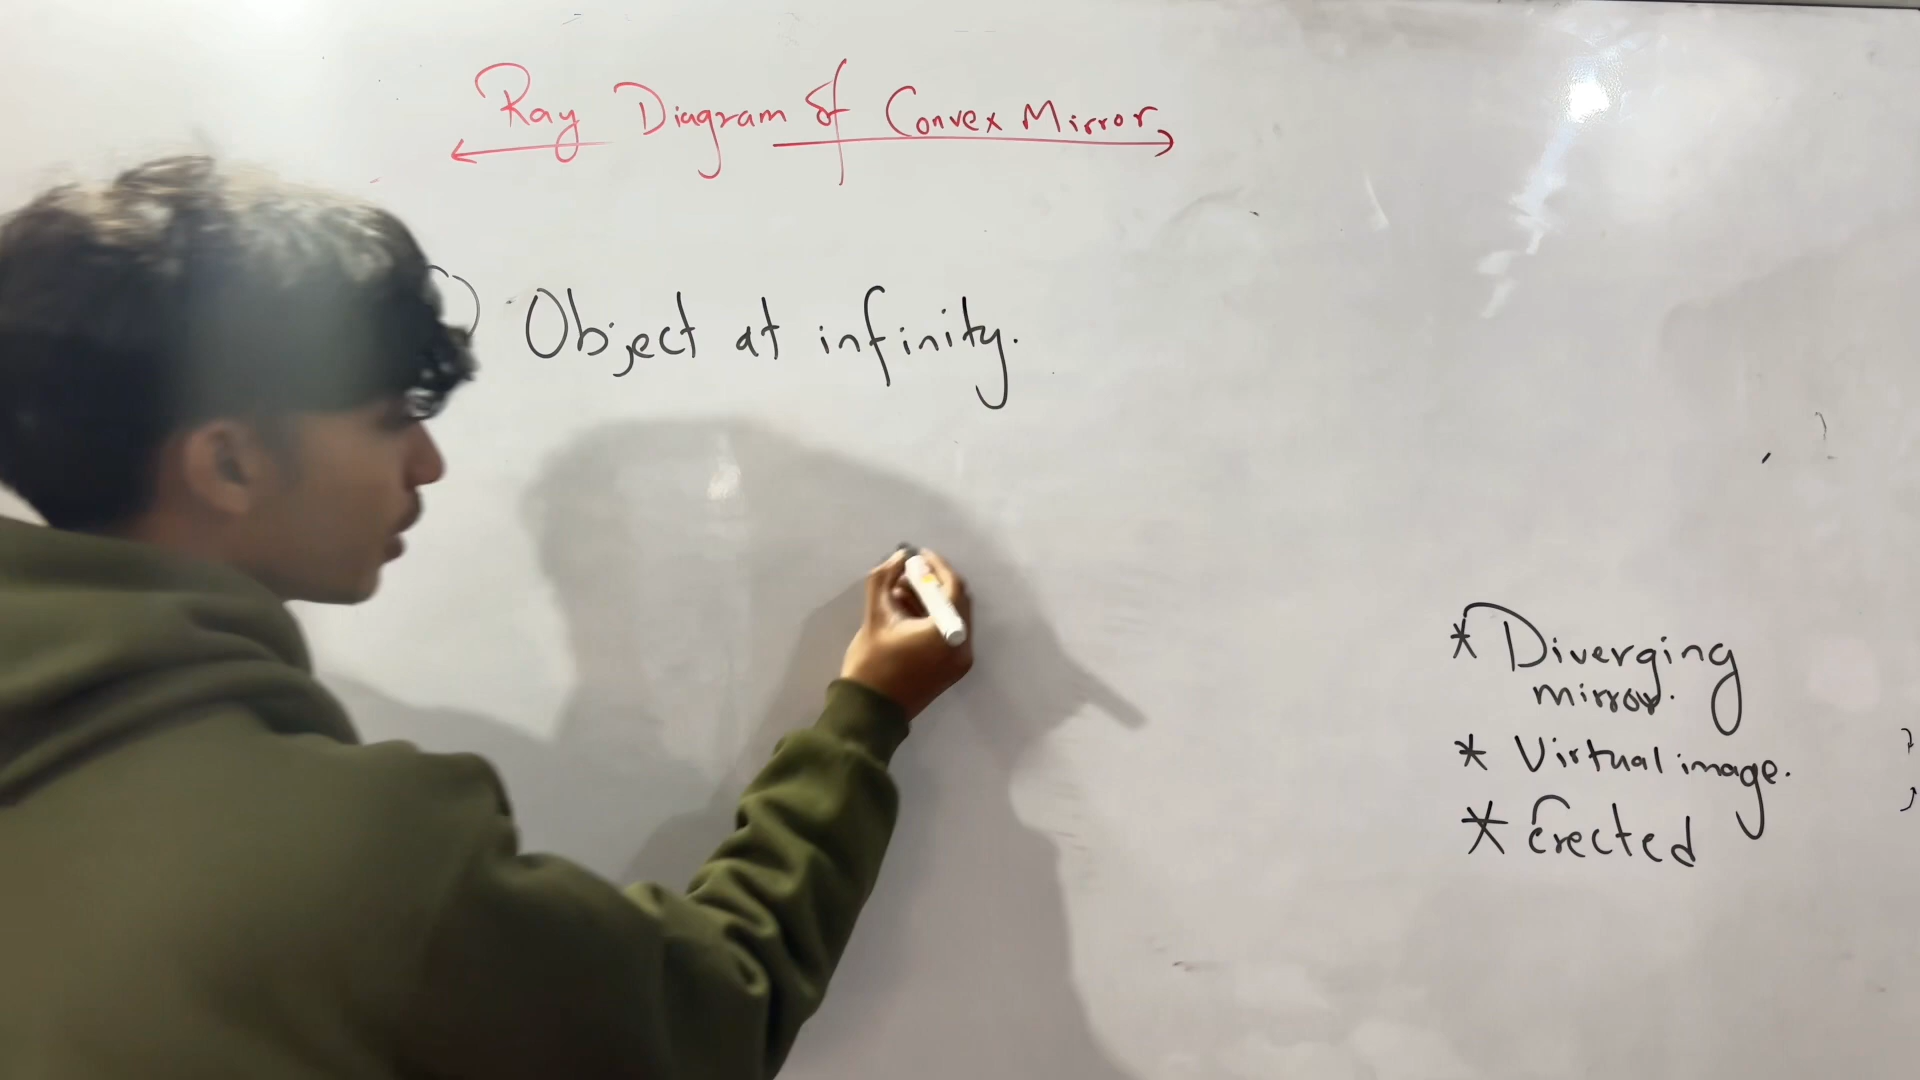 Ray Diagram of Convex Mirror
Object at infinity.
* Diverging
mirror.
* Virtual image.
* Erected